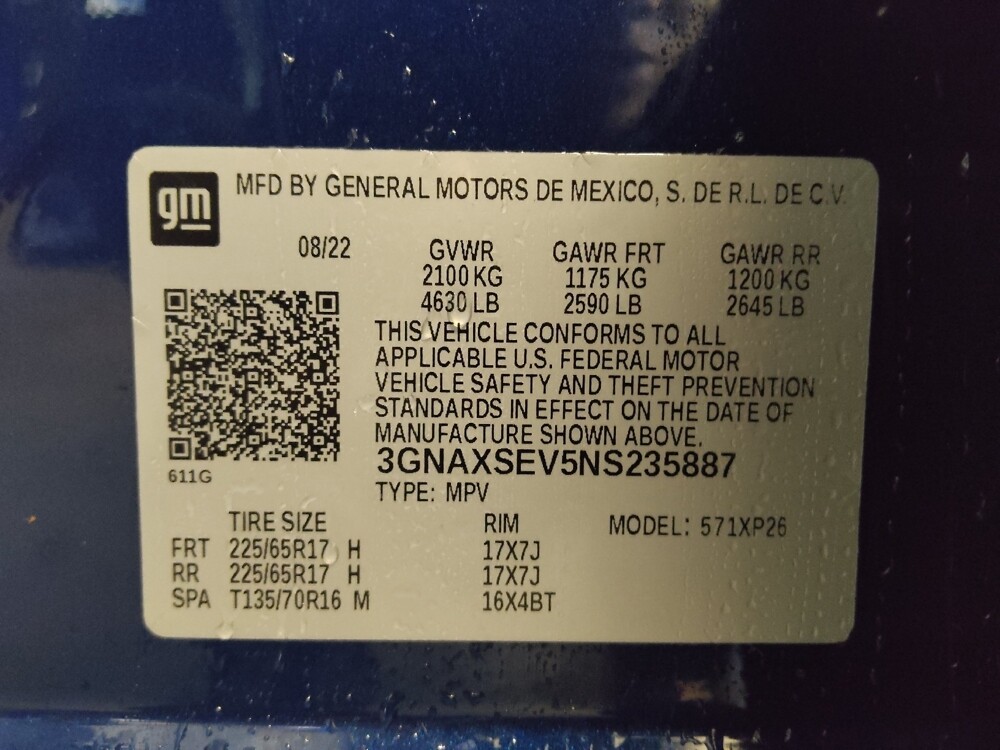 gm MFD BY GENERAL MOTORS DE MEXICO, S. DE R.L. DE C.V.
08/22 GVWR GAWR FRT GAWR RR
2100 KG 1175 KG 1200 KG
4630 LB 2590 LB 2645 LB
THIS VEHICLE CONFORMS TO ALL
APPLICABLE U.S. FEDERAL MOTOR
VEHICLE SAFETY AND THEFT PREVENTION
STANDARDS IN EFFECT ON THE DATE OF
MANUFACTURE SHOWN ABOVE.
3GNAXSEV5NS235887
611G
TYPE: MPV
TIRE SIZE RIM MODEL: 571XP26
FRT 225/65R17 H 17X7J
RR 225/65R17 H 17X7J
SPA T135/70R16 M 16X4BT